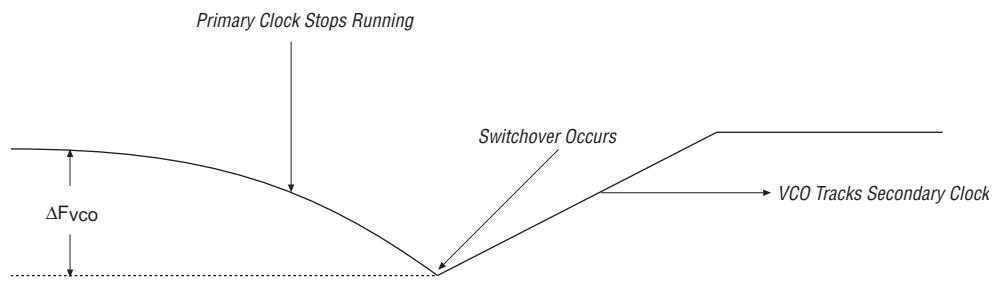 Primary Clock Stops Running
Switchover Occurs
VCO Tracks Secondary Clock
ΔFvco